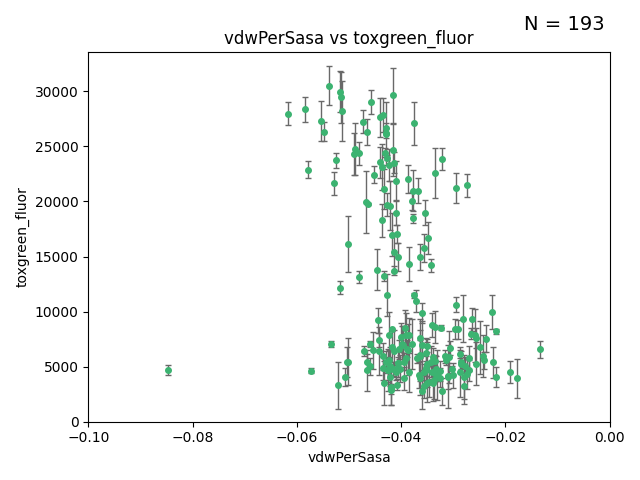 N = 193
vdwPerSasa vs toxgreen_fluor
30000
25000
20000
15000
10000
5000
0
toxgreen_fluor
−0.10 −0.08 −0.06 −0.04 −0.02 0.00
vdwPerSasa